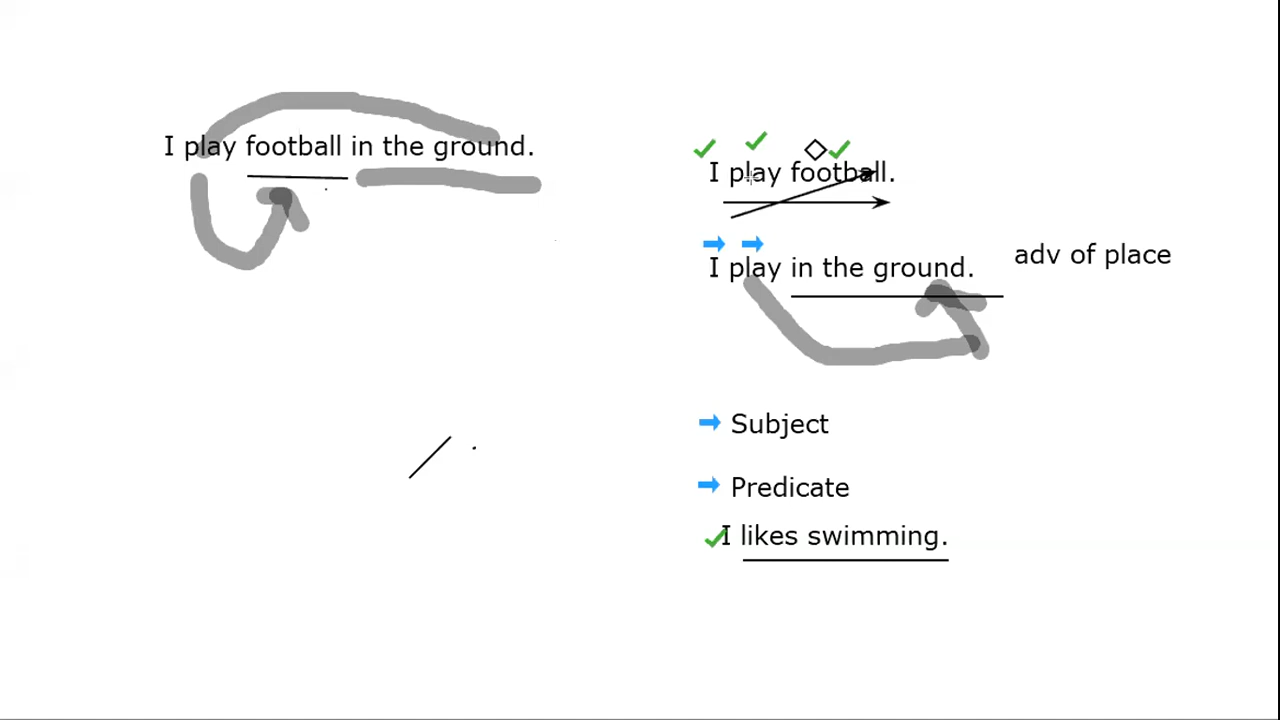 I play football in the ground.
I play football.
I play in the ground.
adv of place
Subject
Predicate
I likes swimming.